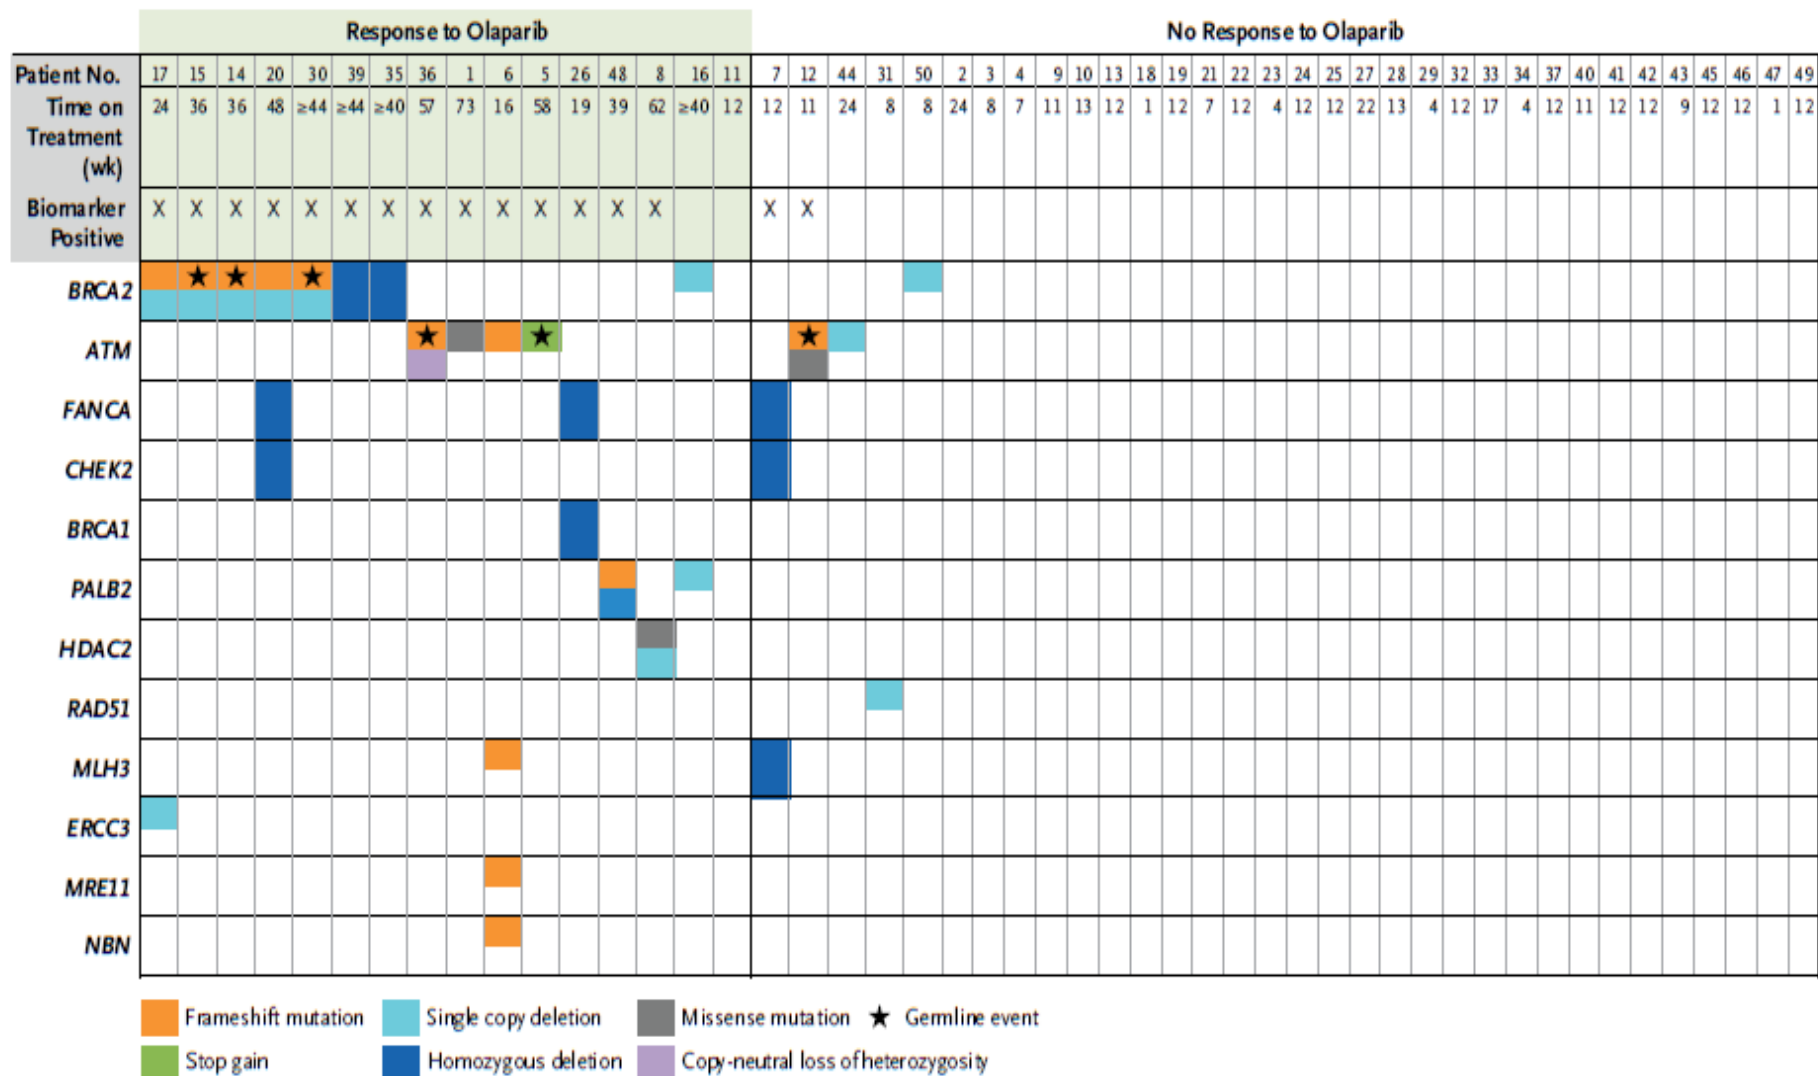 Response to Olaparib No Response to Olaparib
Patient No. 17 15 14 20 30 39 35 36 1 6 5 26 48 8 16 11 7 12 44 31 50 2 3 4 9 10 13 18 19 21 22 23 24 25 27 28 29 32 33 34 37 40 41 42 43 45 46 47 49
Time on Treatment (wk) 24 36 36 48 ≥44 ≥44 ≥40 57 73 16 58 19 39 62 ≥40 12 12 11 24 8 8 24 8 7 11 13 12 1 12 7 12 4 12 12 22 13 4 12 17 4 12 11 12 12 9 12 12 1 12
Biomarker Positive X X X X X X X X X X X X X X X X
BRCA2
ATM
FANCA
CHEK2
BRCA1
PALB2
HDAC2
RAD51
MLH3
ERCC3
MRE11
NBN
Frameshift mutation Single copy deletion Missense mutation ★ Germline event
Stop gain Homozygous deletion Copy-neutral loss of heterozygosity